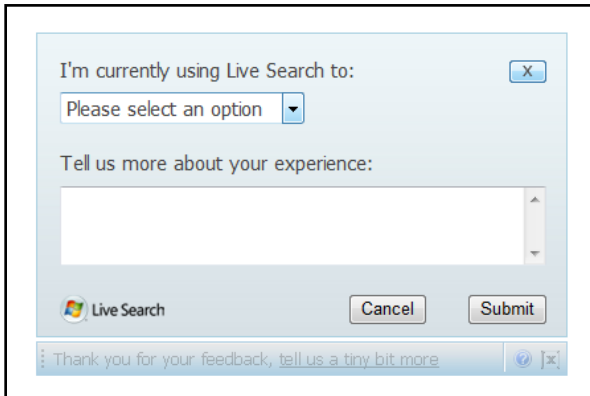 I'm currently using Live Search to:
X
Please select an option
Tell us more about your experience:
Live Search
Cancel
Submit
Thank you for your feedback, tell us a tiny bit more
? [x]